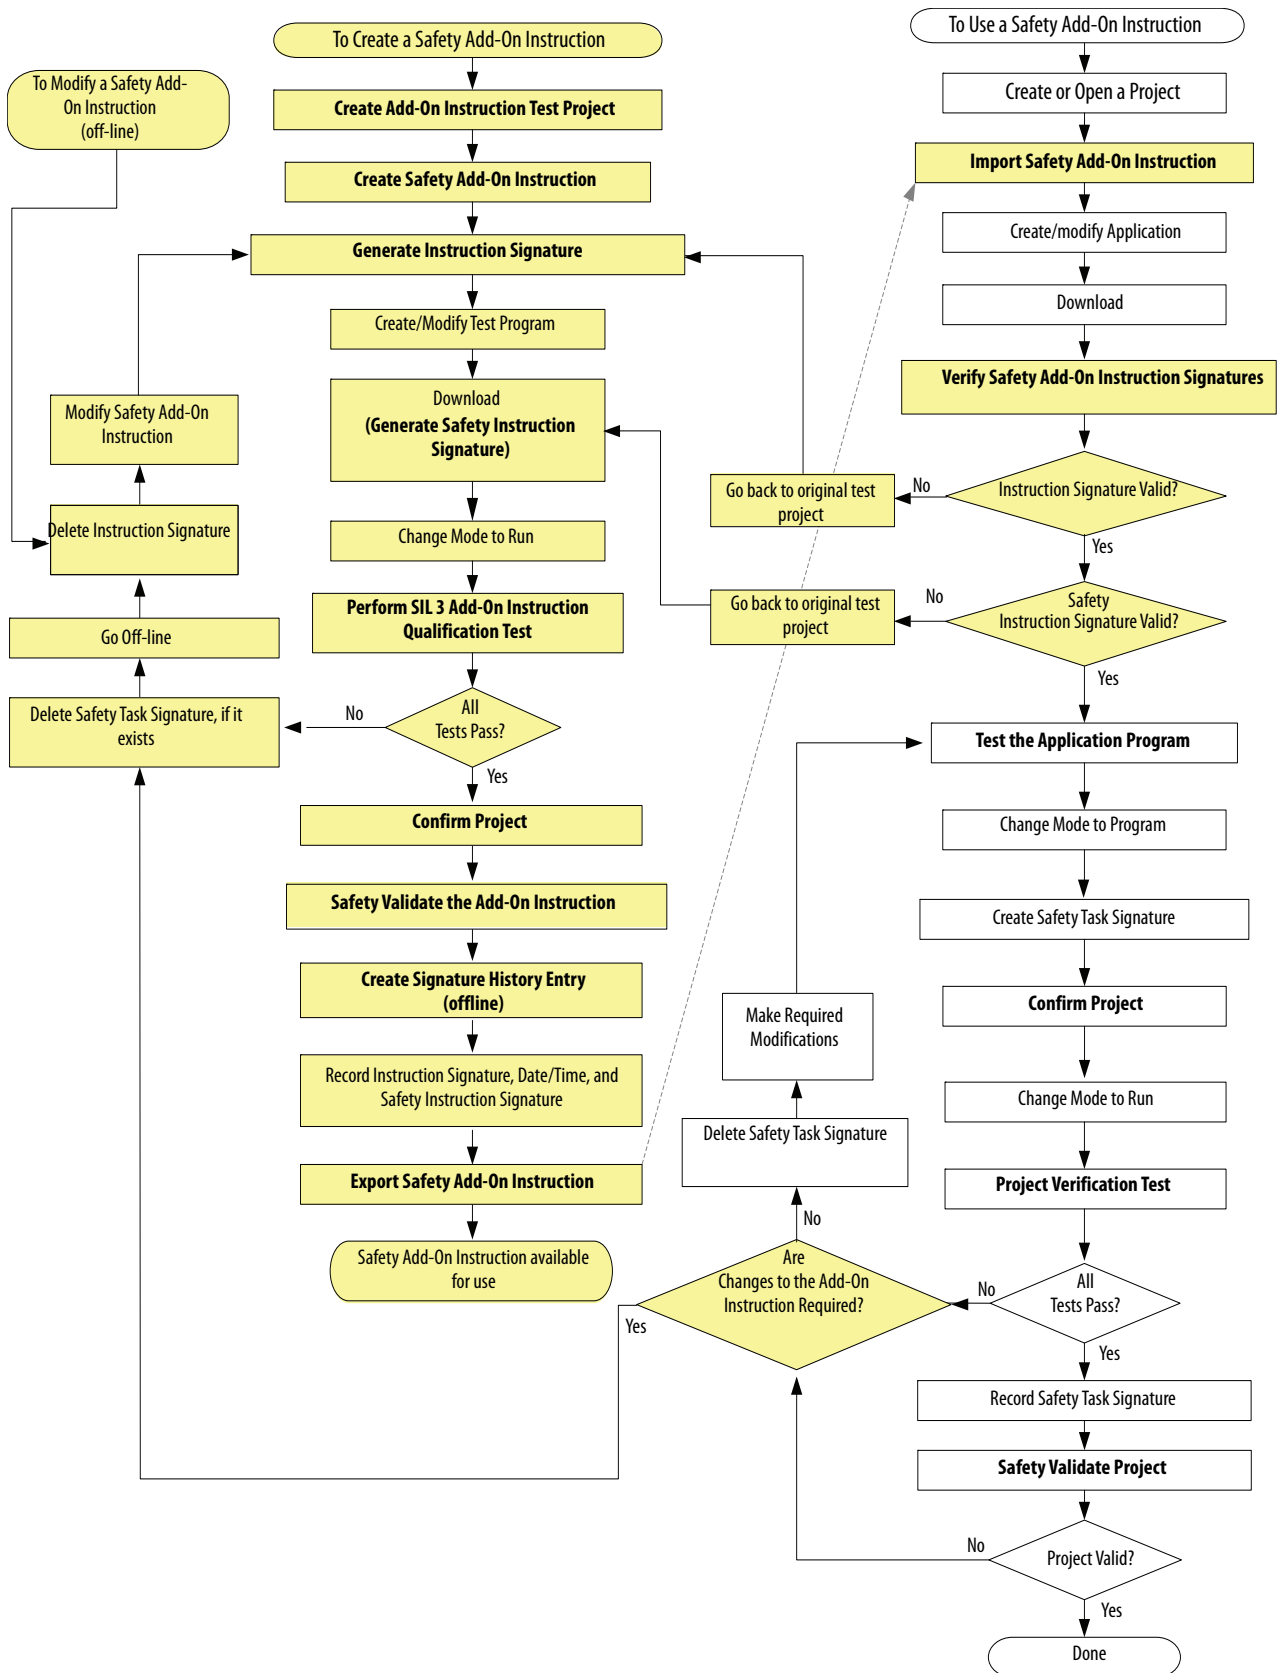 To Create a Safety Add-On Instruction
To Use a Safety Add-On Instruction
To Modify a Safety Add-
On Instruction
(off-line)
Create Add-On Instruction Test Project
Create Safety Add-On Instruction
Generate Instruction Signature
Create/Modify Test Program
Download
(Generate Safety Instruction
Signature)
Change Mode to Run
Perform SIL 3 Add-On Instruction
Qualification Test
All
Tests Pass?
No
Yes
Modify Safety Add-On
Instruction
Delete Instruction Signature
Go Off-line
Delete Safety Task Signature, if it
exists
Confirm Project
Safety Validate the Add-On Instruction
Create Signature History Entry
(offline)
Record Instruction Signature, Date/Time, and
Safety Instruction Signature
Export Safety Add-On Instruction
Safety Add-On Instruction available
for use
Create or Open a Project
Import Safety Add-On Instruction
Create/modify Application
Download
Verify Safety Add-On Instruction Signatures
Instruction Signature Valid?
No
Go back to original test
project
Yes
Safety
Instruction Signature Valid?
No
Go back to original test
project
Yes
Test the Application Program
Change Mode to Program
Create Safety Task Signature
Confirm Project
Change Mode to Run
Project Verification Test
All
Tests Pass?
No
Are
Changes to the Add-On
Instruction Required?
No
Delete Safety Task Signature
Make Required
Modifications
Yes
Yes
Record Safety Task Signature
Safety Validate Project
Project Valid?
No
Yes
Done